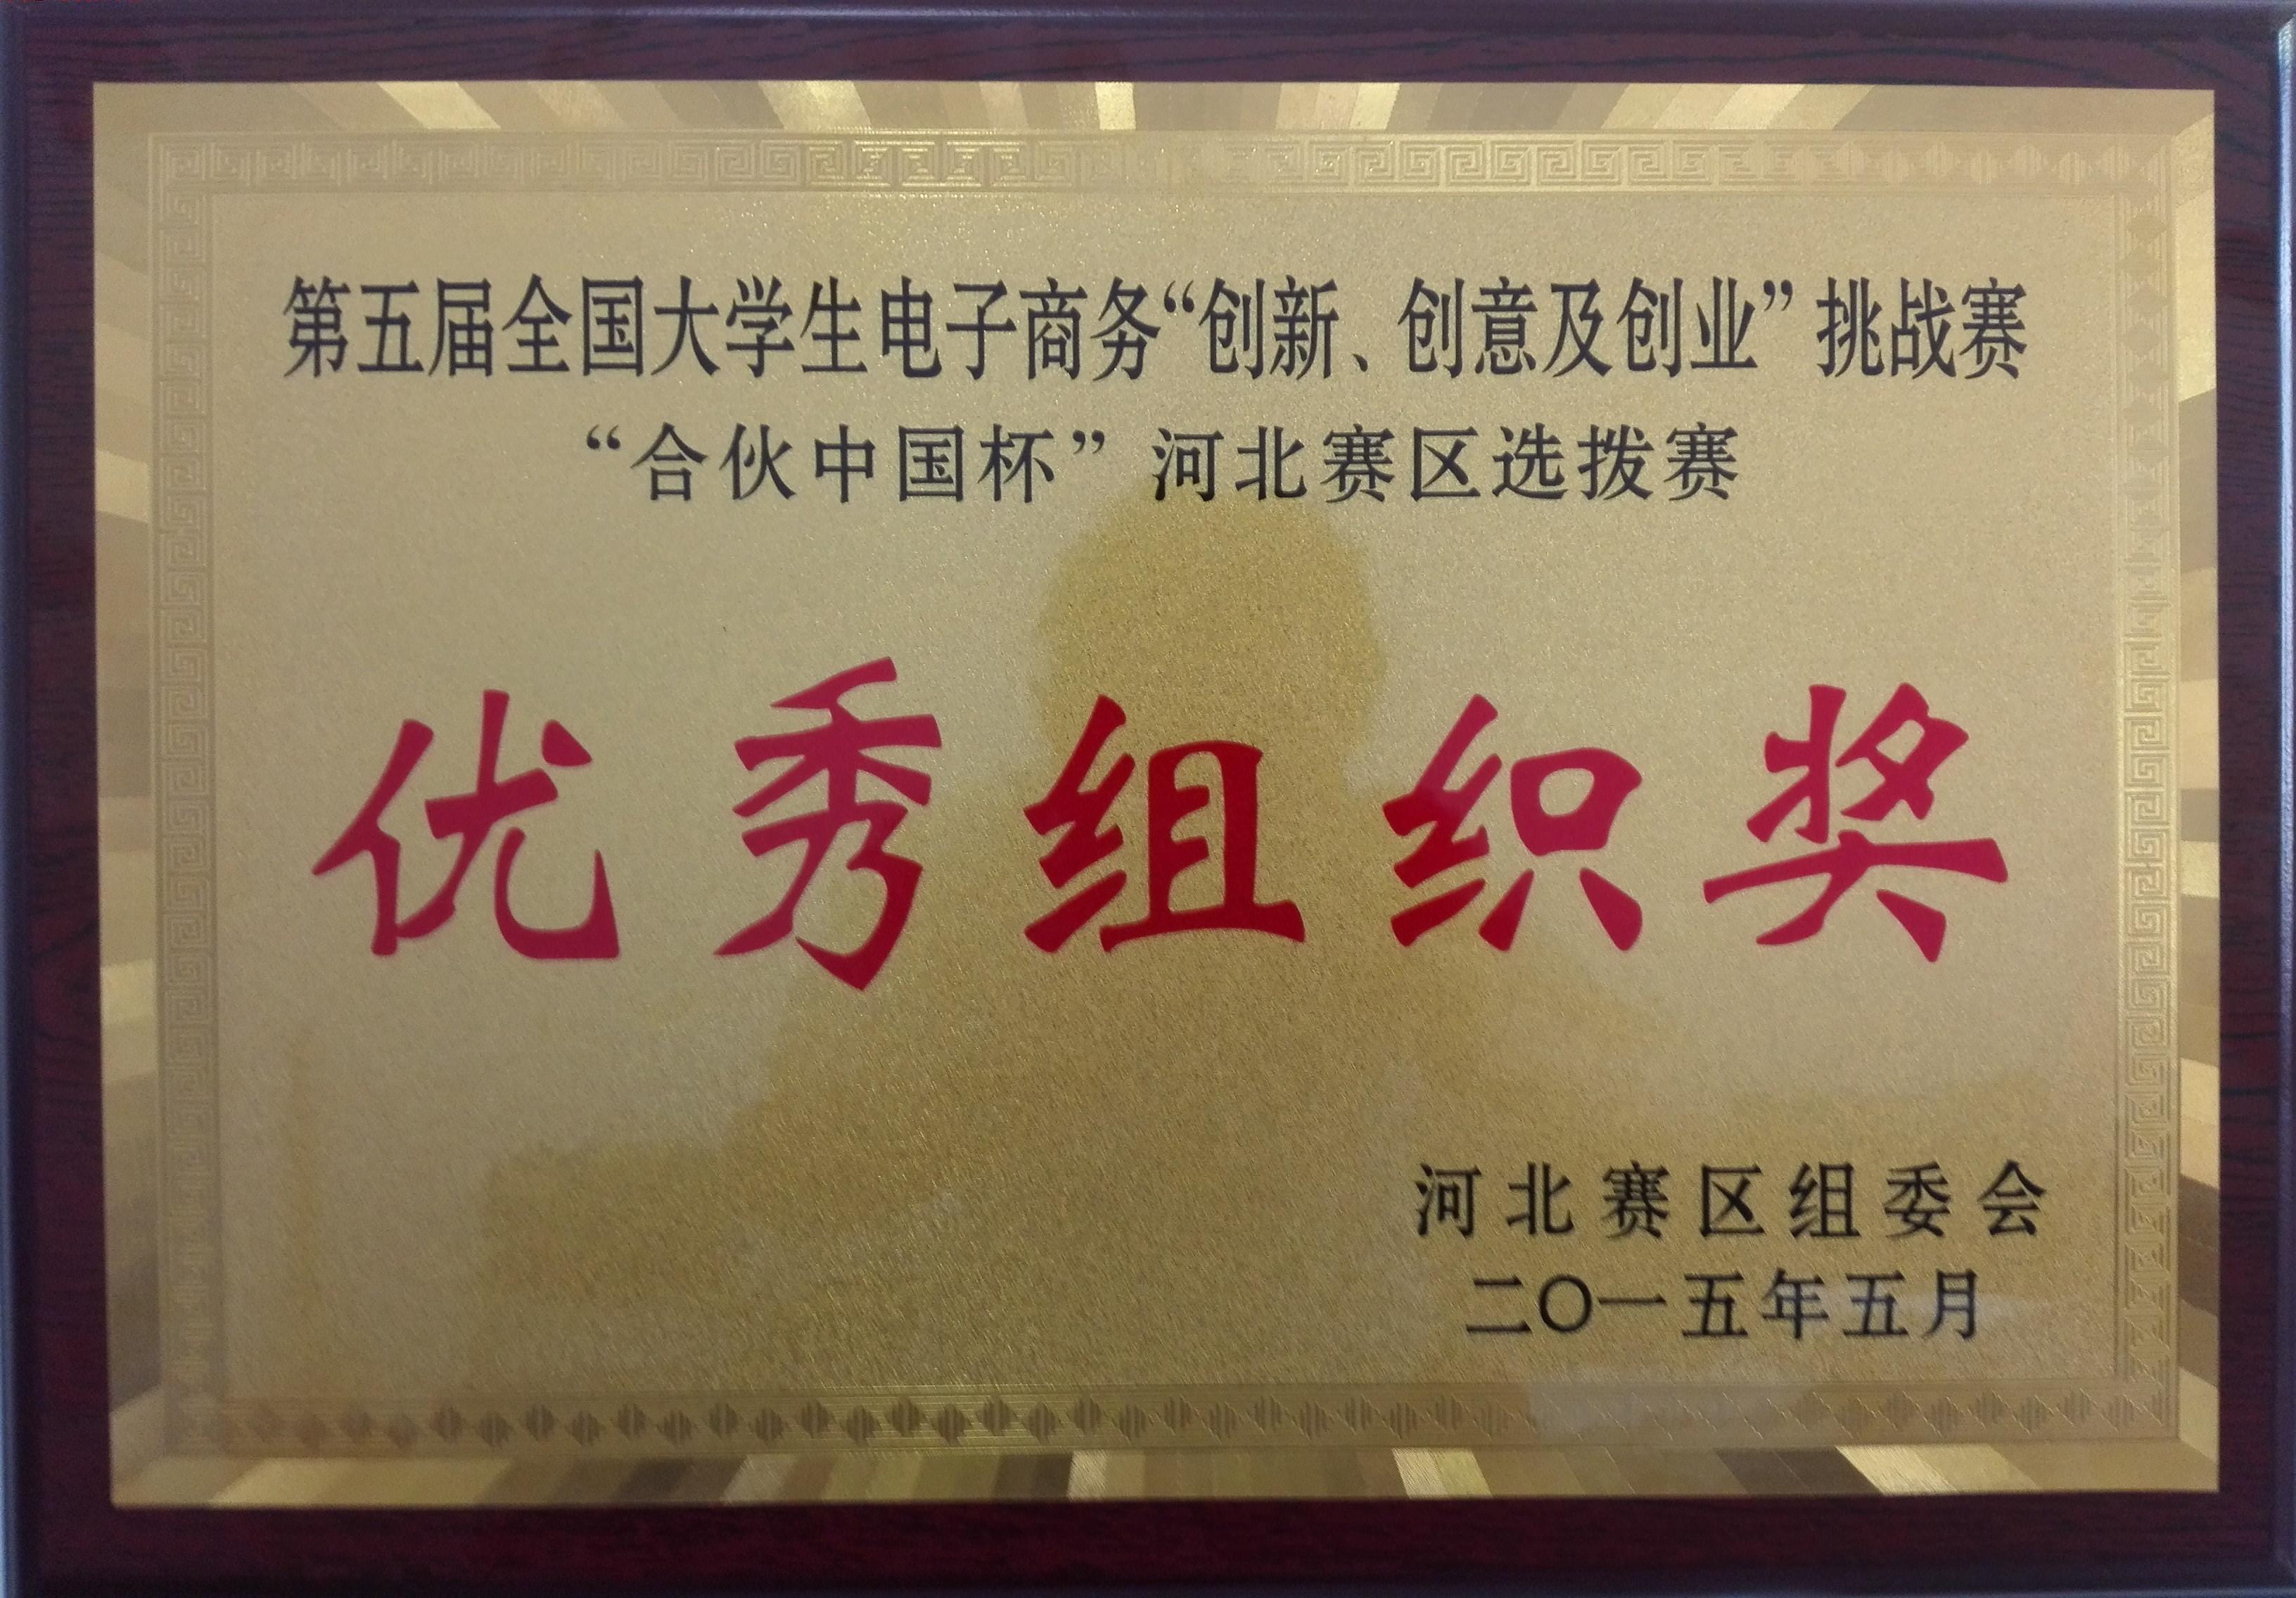 第五届全国大学生电子商务“创新、创意及创业”挑战赛
“合伙中国杯”河北赛区选拨赛
优秀组织奖
河北赛区组委会
二〇一五年五月